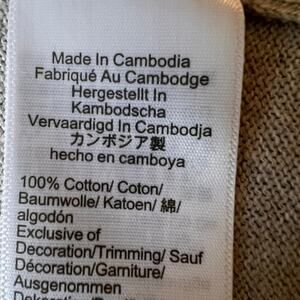 Made In Cambodia
Fabriqué Au Cambodge
Hergestellt In
Kambodscha
Vervaardigd In Cambodja
カンボジア製
hecho en camboya
100% Cotton/ Coton/
Baumwolle/ Katoen/ 綿/
algodón
Exclusive of
Decoration/Trimming/ Sauf
Décoration/Garniture/
Ausgenommen